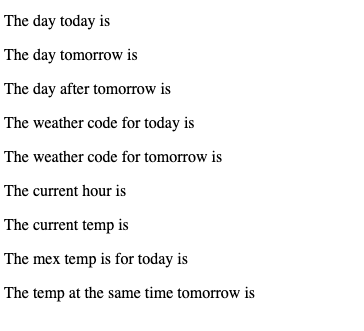 The day today is
The day tomorrow is
The day after tomorrow is
The weather code for today is
The weather code for tomorrow is
The current hour is
The current temp is
The mex temp is for today is
The temp at the same time tomorrow is